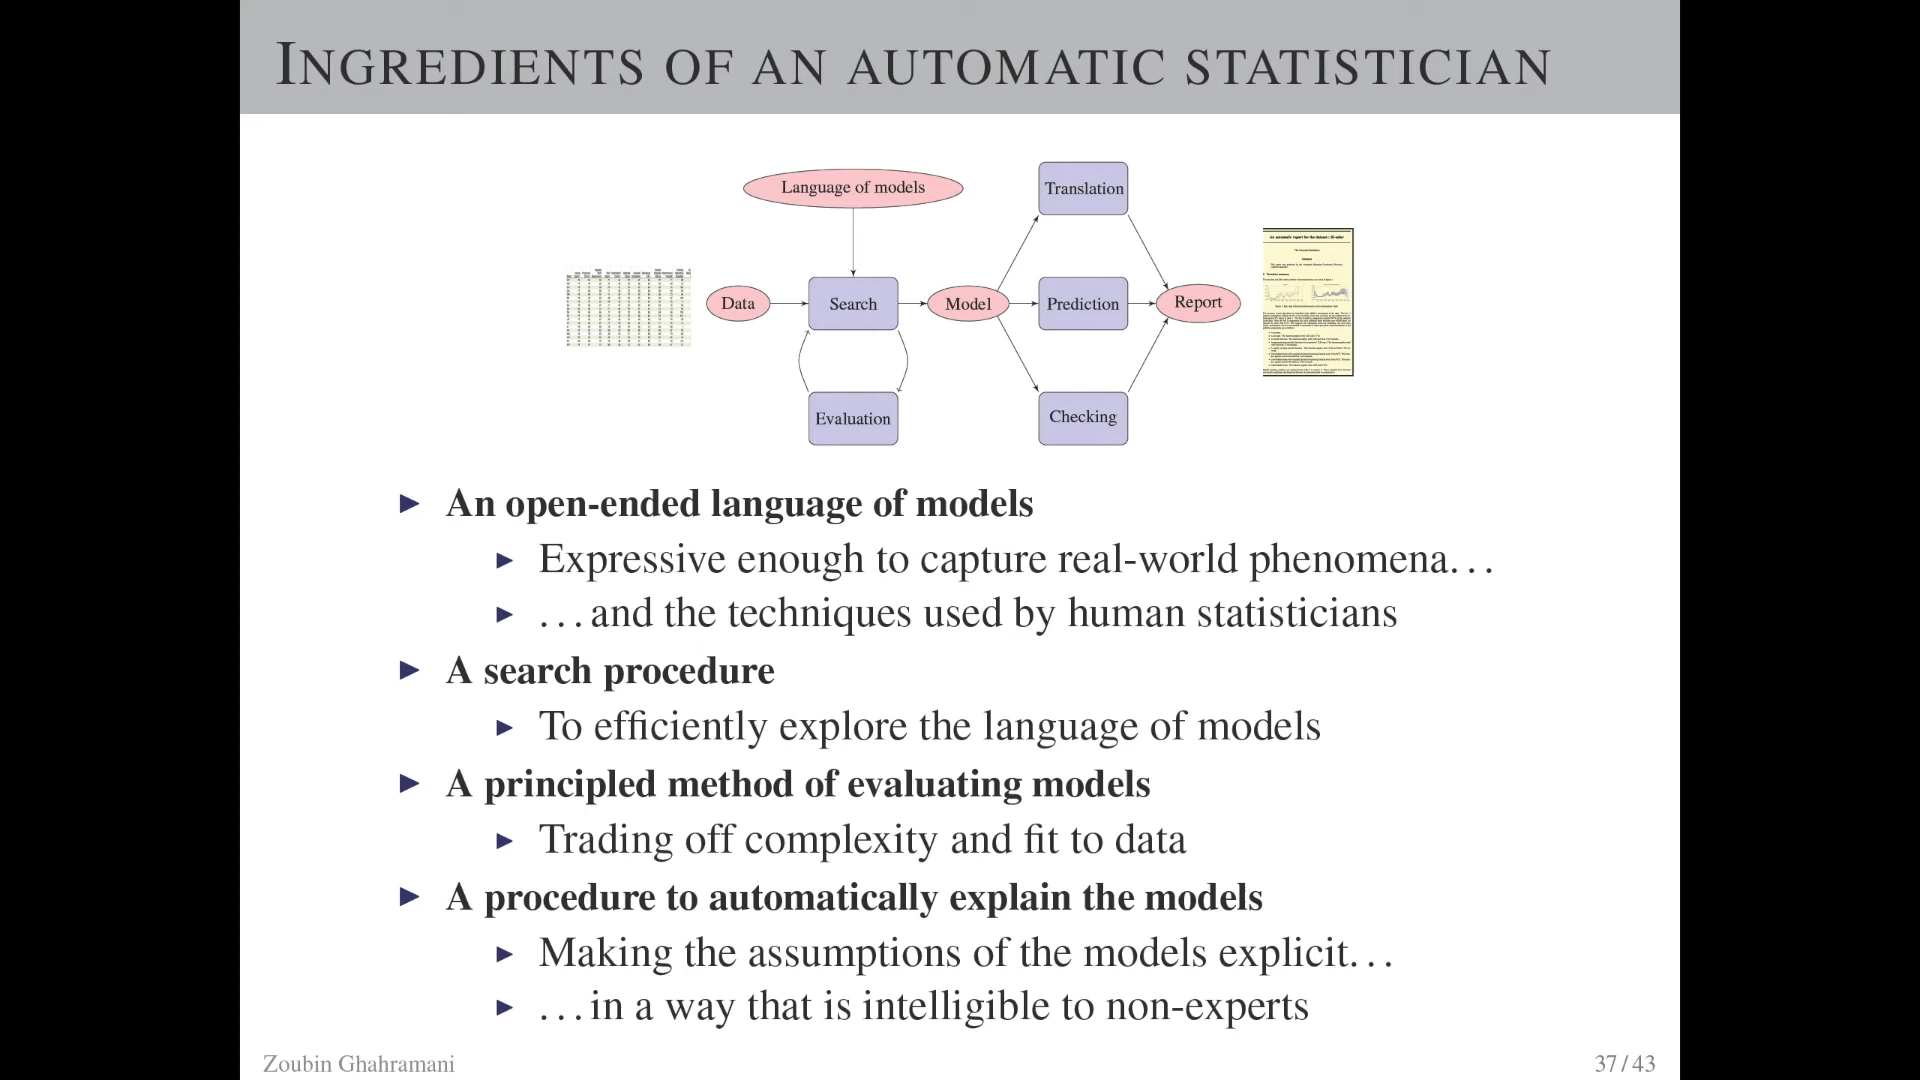 INGREDIENTS OF AN AUTOMATIC STATISTICIAN
Language of models
Translation
Data
Search
Model
Prediction
Report
Evaluation
Checking
An open-ended language of models
Expressive enough to capture real-world phenomena...
...and the techniques used by human statisticians
A search procedure
To efficiently explore the language of models
A principled method of evaluating models
Trading off complexity and fit to data
A procedure to automatically explain the models
Making the assumptions of the models explicit...
...in a way that is intelligible to non-experts
Zoubin Ghahramani
37/43